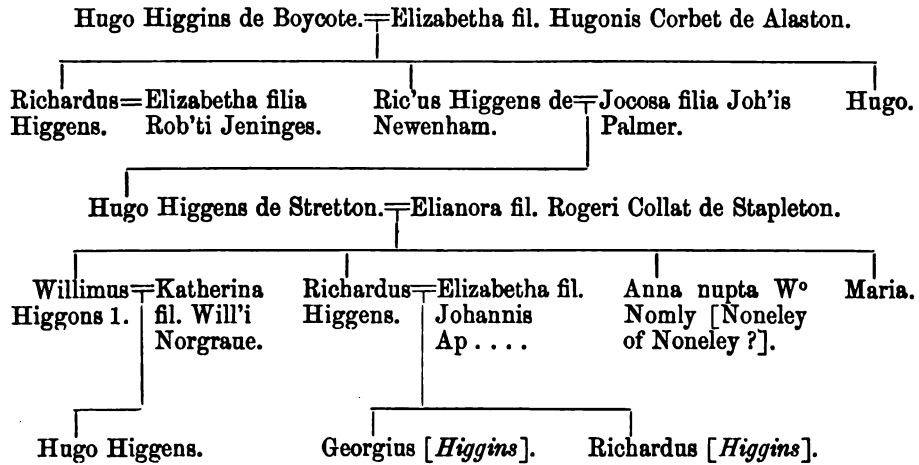 Hugo Higgins de Boycote.=Elizabetha fil. Hugonis Corbet de Alaston.
Richardus=Elizabetha filia Ric'us Higgens de=Jocosa filia Joh'is Hugo.
Higgens. Rob'ti Jeninges. Newenham. Palmer.
Hugo Higgens de Stretton.=Elianora fil. Rogeri Collat de Stapleton.
Willimus=Katherina Richardus=Elizabetha fil. Anna nupta Wº Maria.
Higgons 1. fil. Will'i Higgens. Johannis Nomly [Noneley
Norgraue. Ap . . . . of Noneley ?].
Hugo Higgens. Georgius [Higgins]. Richardus [Higgins].